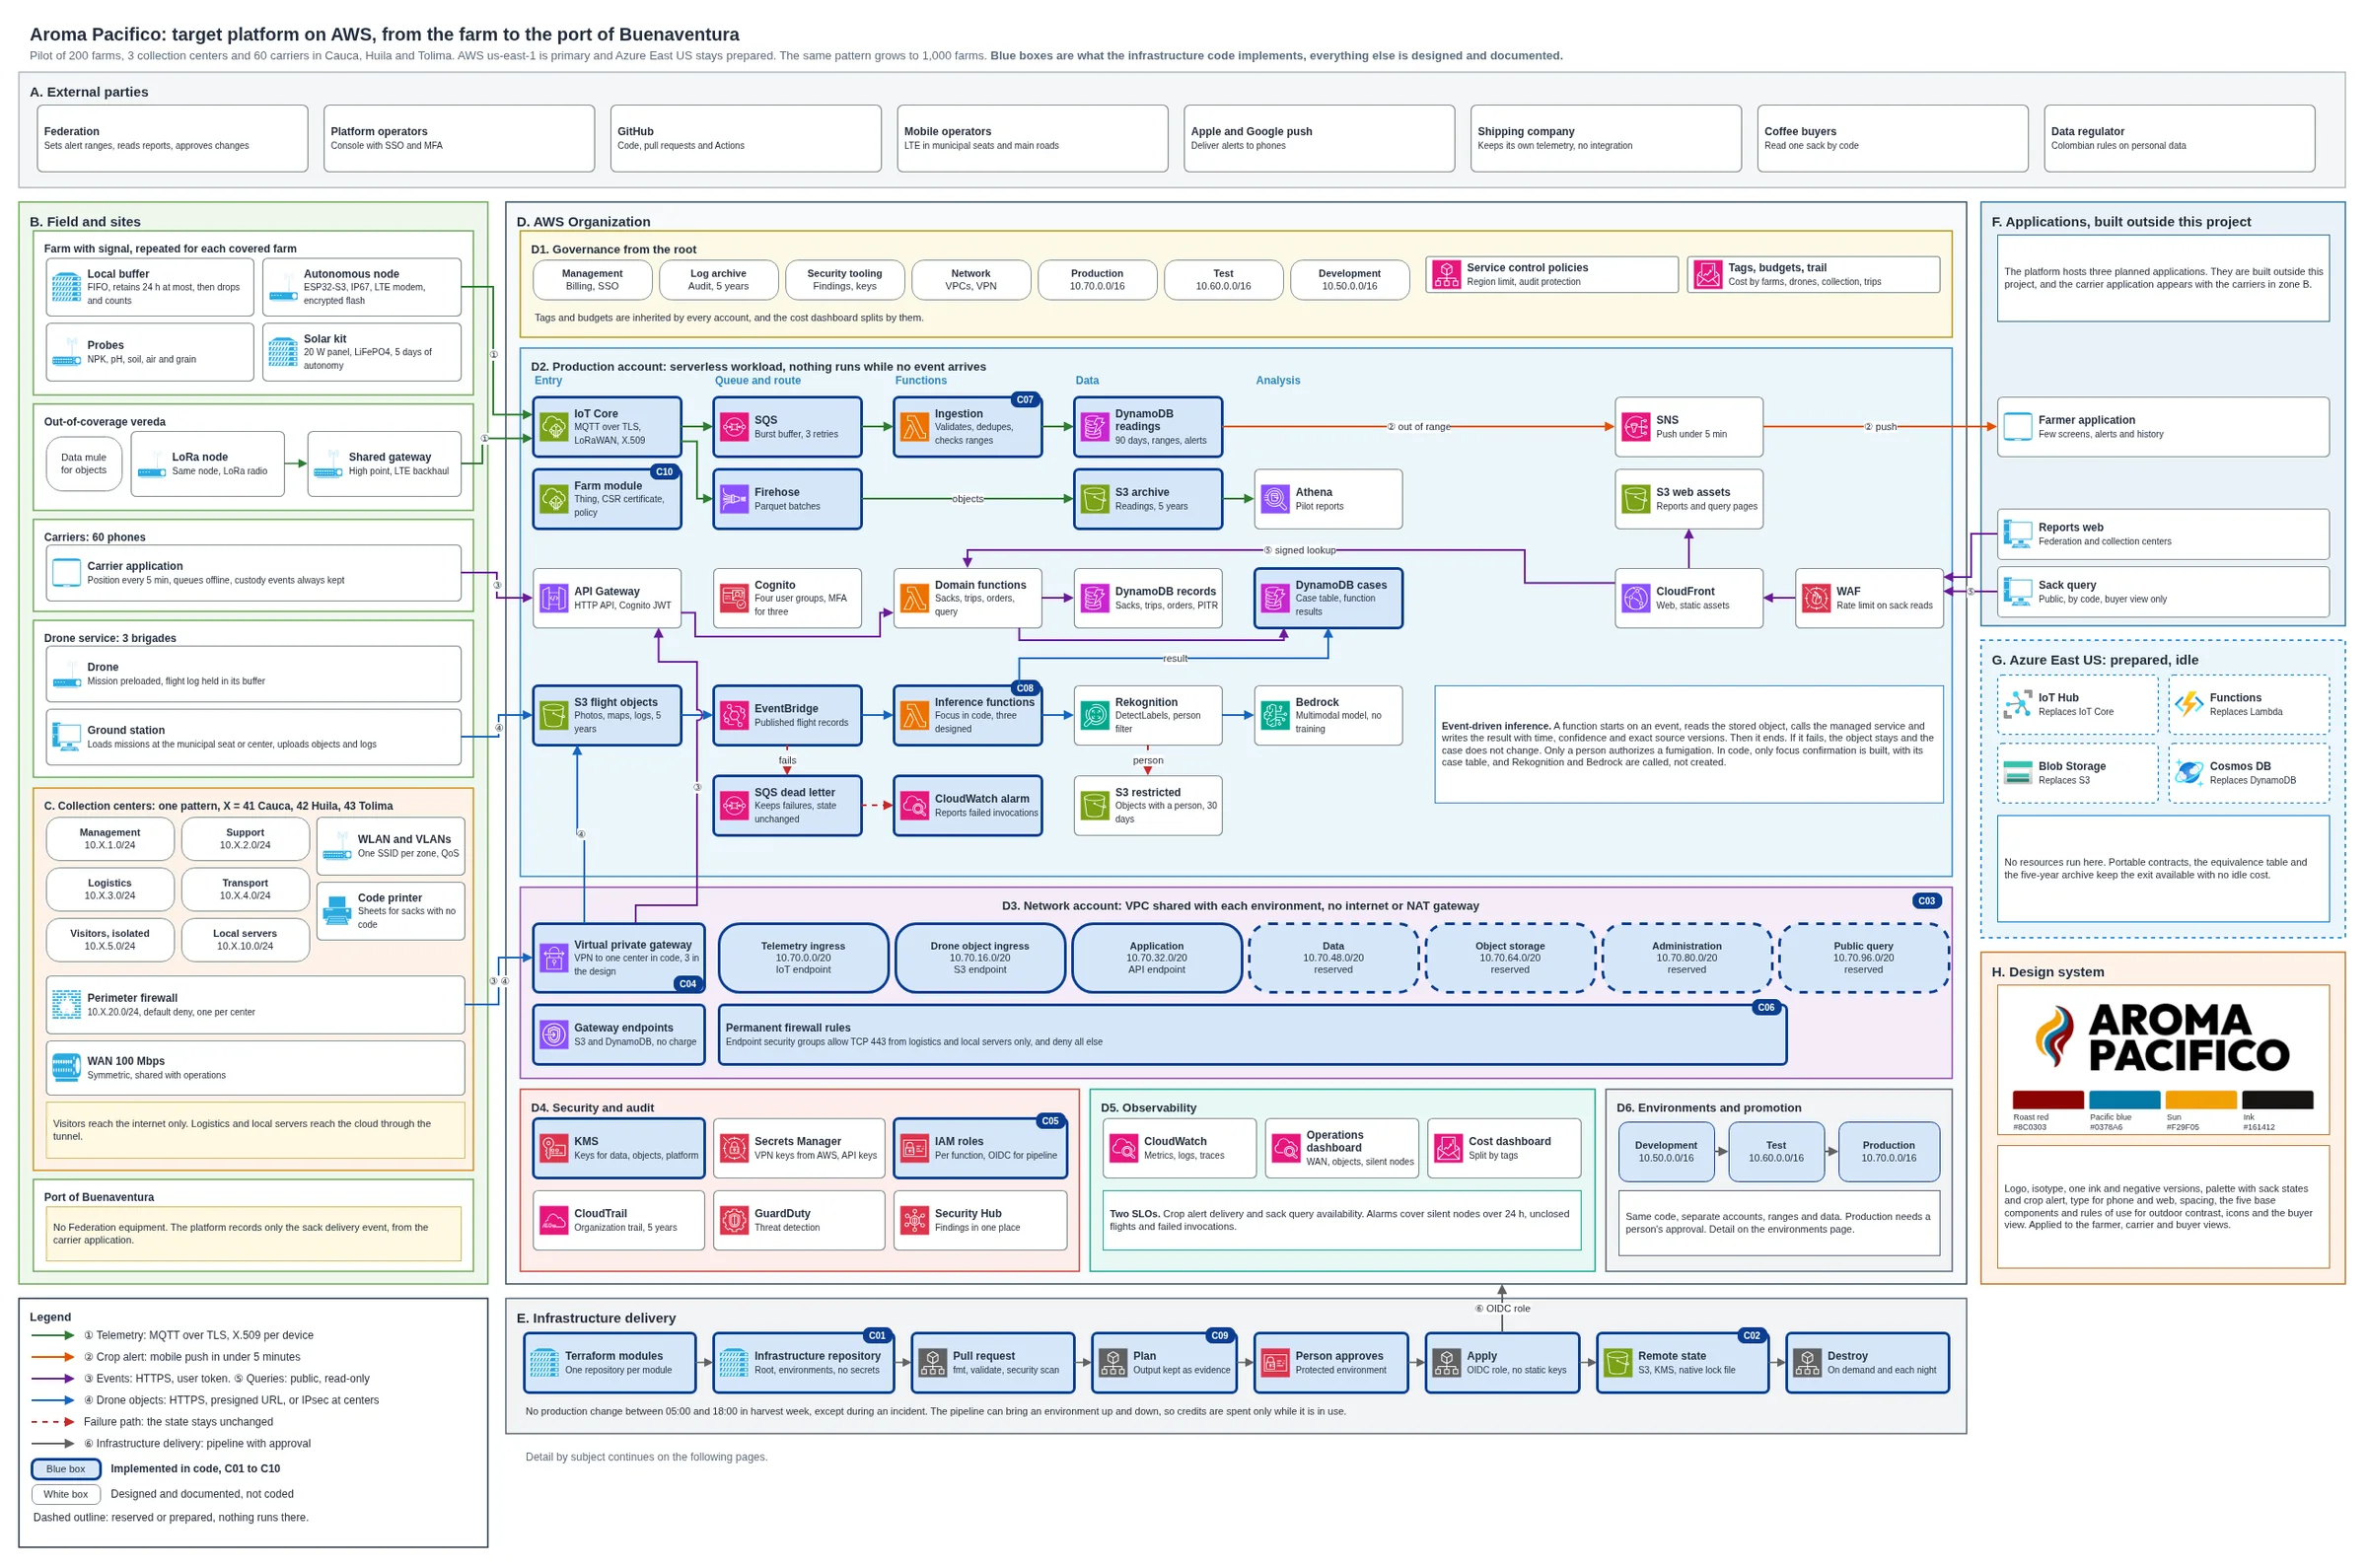 Aroma Pacifico: target platform on AWS, from the farm to the port of Buenaventura
Pilot of 200 farms, 3 collection centers and 60 carriers in Cauca, Huila and Tolima. AWS us-east-1 is primary and Azure East US stays prepared. The same pattern grows to 1,000 farms. Blue boxes are what the infrastructure code implements, everything else is designed and documented.
A. External parties
Federation
Sets alert ranges, reads reports, approves changes
Platform operators
Console with SSO and MFA
GitHub
Code, pull requests and Actions
Mobile operators
LTE in municipal seats and main roads
Apple and Google push
Deliver alerts to phones
Shipping company
Keeps its own telemetry, no integration
Coffee buyers
Read one sack by code
Data regulator
Colombian rules on personal data
B. Field and sites
Farm with signal, repeated for each covered farm
Local buffer
FIFO, retains 24 h at most, then drops
and counts
Autonomous node
ESP32-S3, IP67, LTE modem,
encrypted flash
Probes
NPK, pH, soil, air and grain
Solar kit
20 W panel, LiFePO4, 5 days of
autonomy
①
Out-of-coverage vereda
Data mule
for objects
LoRa node
Same node, LoRa radio
Shared gateway
High point, LTE backhaul
①
Carriers: 60 phones
Carrier application
Position every 5 min, queues offline, custody events always kept
③
Drone service: 3 brigades
Drone
Mission preloaded, flight log held in its buffer
Ground station
Loads missions at the municipal seat or center, uploads objects and logs
④
C. Collection centers: one pattern, X = 41 Cauca, 42 Huila, 43 Tolima
Management
10.X.1.0/24
Support
10.X.2.0/24
WLAN and VLANs
One SSID per zone, QoS
Logistics
10.X.3.0/24
Transport
10.X.4.0/24
Code printer
Sheets for sacks with no
code
Visitors, isolated
10.X.5.0/24
Local servers
10.X.10.0/24
Perimeter firewall
10.X.20.0/24, default deny, one per center
③ ④
WAN 100 Mbps
Symmetric, shared with operations
Visitors reach the internet only. Logistics and local servers reach the cloud through the
tunnel.
Port of Buenaventura
No Federation equipment. The platform records only the sack delivery event, from the
carrier application.
D. AWS Organization
D1. Governance from the root
Management
Billing, SSO
Log archive
Audit, 5 years
Security tooling
Findings, keys
Network
VPCs, VPN
Production
10.70.0.0/16
Test
10.60.0.0/16
Development
10.50.0.0/16
Service control policies
Region limit, audit protection
Tags, budgets, trail
Cost by farms, drones, collection, trips
Tags and budgets are inherited by every account, and the cost dashboard splits by them.
D2. Production account: serverless workload, nothing runs while no event arrives
Entry
Queue and route
Functions
Data
Analysis
IoT Core
MQTT over TLS,
LoRaWAN, X.509
SQS
Burst buffer, 3 retries
C07
Ingestion
Validates, dedupes,
checks ranges
DynamoDB
readings
90 days, ranges, alerts
② out of range
SNS
Push under 5 min
② push
C10
Farm module
Thing, CSR certificate,
policy
Firehose
Parquet batches
objects
S3 archive
Readings, 5 years
Athena
Pilot reports
S3 web assets
Reports and query pages
⑤ signed lookup
API Gateway
HTTP API, Cognito JWT
Cognito
Four user groups, MFA
for three
Domain functions
Sacks, trips, orders,
query
DynamoDB records
Sacks, trips, orders, PITR
DynamoDB cases
Case table, function
results
CloudFront
Web, static assets
WAF
Rate limit on sack reads
⑤
result
S3 flight objects
Photos, maps, logs, 5
years
EventBridge
Published flight records
C08
Inference functions
Focus in code, three
designed
Rekognition
DetectLabels, person
filter
Bedrock
Multimodal model, no
training
Event-driven inference. A function starts on an event, reads the stored object, calls the managed service and
writes the result with time, confidence and exact source versions. Then it ends. If it fails, the object stays and the
case does not change. Only a person authorizes a fumigation. In code, only focus confirmation is built, with its
case table, and Rekognition and Bedrock are called, not created.
fails
person
③
SQS dead letter
Keeps failures, state
unchanged
CloudWatch alarm
Reports failed invocations
S3 restricted
Objects with a person, 30
days
④
D3. Network account: VPC shared with each environment, no internet or NAT gateway
C03
Virtual private gateway
VPN to one center in code, 3 in
the design
C04
Telemetry ingress
10.70.0.0/20
IoT endpoint
Drone object ingress
10.70.16.0/20
S3 endpoint
Application
10.70.32.0/20
API endpoint
Data
10.70.48.0/20
reserved
Object storage
10.70.64.0/20
reserved
Administration
10.70.80.0/20
reserved
Public query
10.70.96.0/20
reserved
Gateway endpoints
S3 and DynamoDB, no charge
C06
Permanent firewall rules
Endpoint security groups allow TCP 443 from logistics and local servers only, and deny all else
D4. Security and audit
KMS
Keys for data, objects, platform
Secrets Manager
VPN keys from AWS, API keys
C05
IAM roles
Per function, OIDC for pipeline
CloudTrail
Organization trail, 5 years
GuardDuty
Threat detection
Security Hub
Findings in one place
D5. Observability
CloudWatch
Metrics, logs, traces
Operations
dashboard
WAN, objects, silent nodes
Cost dashboard
Split by tags
Two SLOs. Crop alert delivery and sack query availability. Alarms cover silent nodes over 24 h, unclosed
flights and failed invocations.
D6. Environments and promotion
Development
10.50.0.0/16
Test
10.60.0.0/16
Production
10.70.0.0/16
Same code, separate accounts, ranges and data. Production needs a
person's approval. Detail on the environments page.
F. Applications, built outside this project
The platform hosts three planned applications. They are built outside this
project, and the carrier application appears with the carriers in zone B.
Farmer application
Few screens, alerts and history
Reports web
Federation and collection centers
Sack query
Public, by code, buyer view only
G. Azure East US: prepared, idle
IoT Hub
Replaces IoT Core
Functions
Replaces Lambda
Blob Storage
Replaces S3
Cosmos DB
Replaces DynamoDB
No resources run here. Portable contracts, the equivalence table and
the five-year archive keep the exit available with no idle cost.
H. Design system
AROMA
PACIFICO
Roast red
#8C0303
Pacific blue
#0378A6
Sun
#F29F05
Ink
#161412
Logo, isotype, one ink and negative versions, palette with sack states
and crop alert, type for phone and web, spacing, the five base
components and rules of use for outdoor contrast, icons and the buyer
view. Applied to the farmer, carrier and buyer views.
Legend
① Telemetry: MQTT over TLS, X.509 per device
② Crop alert: mobile push in under 5 minutes
③ Events: HTTPS, user token. ⑤ Queries: public, read-only
④ Drone objects: HTTPS, presigned URL, or IPsec at centers
Failure path: the state stays unchanged
⑥ Infrastructure delivery: pipeline with approval
Blue box
Implemented in code, C01 to C10
White box
Designed and documented, not coded
Dashed outline: reserved or prepared, nothing runs there.
⑥ OIDC role
E. Infrastructure delivery
Terraform modules
One repository per module
C01
Infrastructure repository
Root, environments, no secrets
Pull request
fmt, validate, security scan
C09
Plan
Output kept as evidence
Person approves
Protected environment
Apply
OIDC role, no static keys
C02
Remote state
S3, KMS, native lock file
Destroy
On demand and each night
No production change between 05:00 and 18:00 in harvest week, except during an incident. The pipeline can bring an environment up and down, so credits are spent only while it is in use.
Detail by subject continues on the following pages.